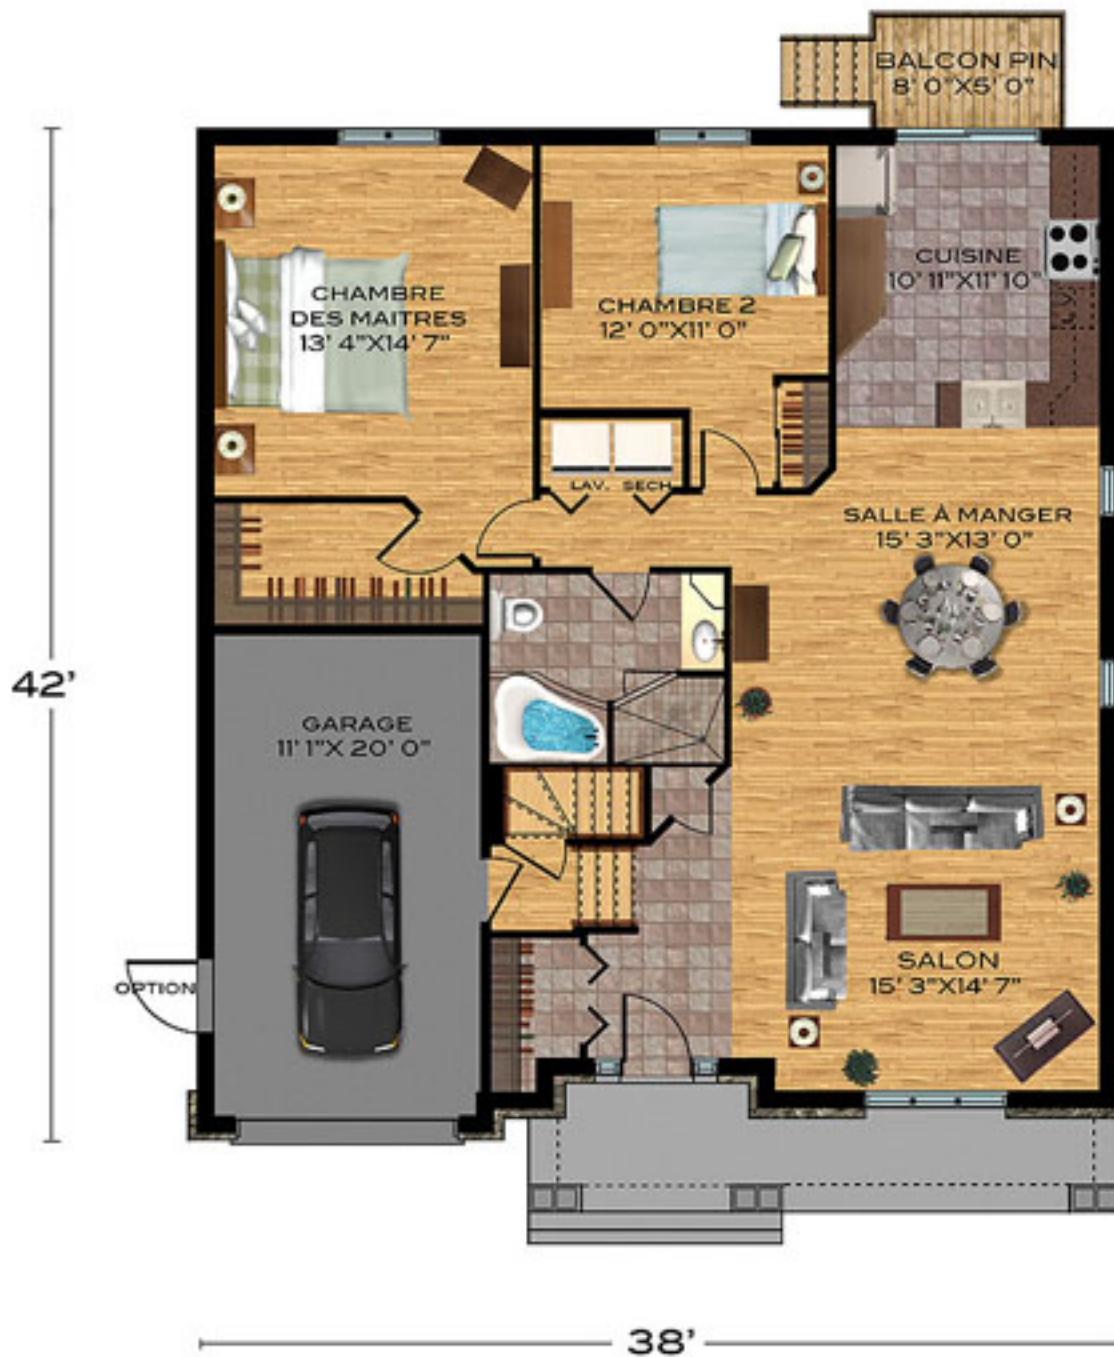 BALCON PIN
8' 0"X5' 0"
CHAMBRE
DES MAITRES
13' 4"X14' 7"
CHAMBRE 2
12' 0"X11' 0"
CUISINE
10' 11"X11' 10"
LAV. SECH
SALLE À MANGER
15' 3"X13' 0"
42'
GARAGE
11' 1"X 20' 0"
OPTION
SALON
15' 3"X14' 7"
38'